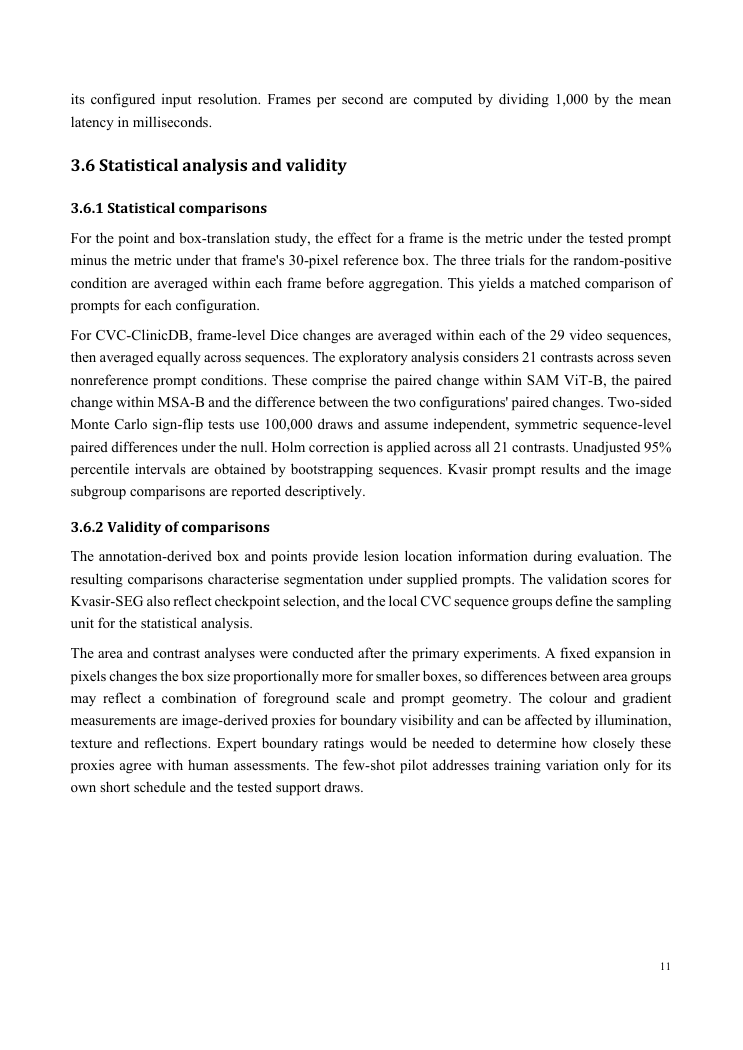 its configured input resolution. Frames per second are computed by dividing 1,000 by the mean
latency in milliseconds.
3.6 Statistical analysis and validity
3.6.1 Statistical comparisons
For the point and box-translation study, the effect for a frame is the metric under the tested prompt
minus the metric under that frame's 30-pixel reference box. The three trials for the random-positive
condition are averaged within each frame before aggregation. This yields a matched comparison of
prompts for each configuration.
For CVC-ClinicDB, frame-level Dice changes are averaged within each of the 29 video sequences,
then averaged equally across sequences. The exploratory analysis considers 21 contrasts across seven
nonreference prompt conditions. These comprise the paired change within SAM ViT-B, the paired
change within MSA-B and the difference between the two configurations' paired changes. Two-sided
Monte Carlo sign-flip tests use 100,000 draws and assume independent, symmetric sequence-level
paired differences under the null. Holm correction is applied across all 21 contrasts. Unadjusted 95%
percentile intervals are obtained by bootstrapping sequences. Kvasir prompt results and the image
subgroup comparisons are reported descriptively.
3.6.2 Validity of comparisons
The annotation-derived box and points provide lesion location information during evaluation. The
resulting comparisons characterise segmentation under supplied prompts. The validation scores for
Kvasir-SEG also reflect checkpoint selection, and the local CVC sequence groups define the sampling
unit for the statistical analysis.
The area and contrast analyses were conducted after the primary experiments. A fixed expansion in
pixels changes the box size proportionally more for smaller boxes, so differences between area groups
may reflect a combination of foreground scale and prompt geometry. The colour and gradient
measurements are image-derived proxies for boundary visibility and can be affected by illumination,
texture and reflections. Expert boundary ratings would be needed to determine how closely these
proxies agree with human assessments. The few-shot pilot addresses training variation only for its
own short schedule and the tested support draws.
11